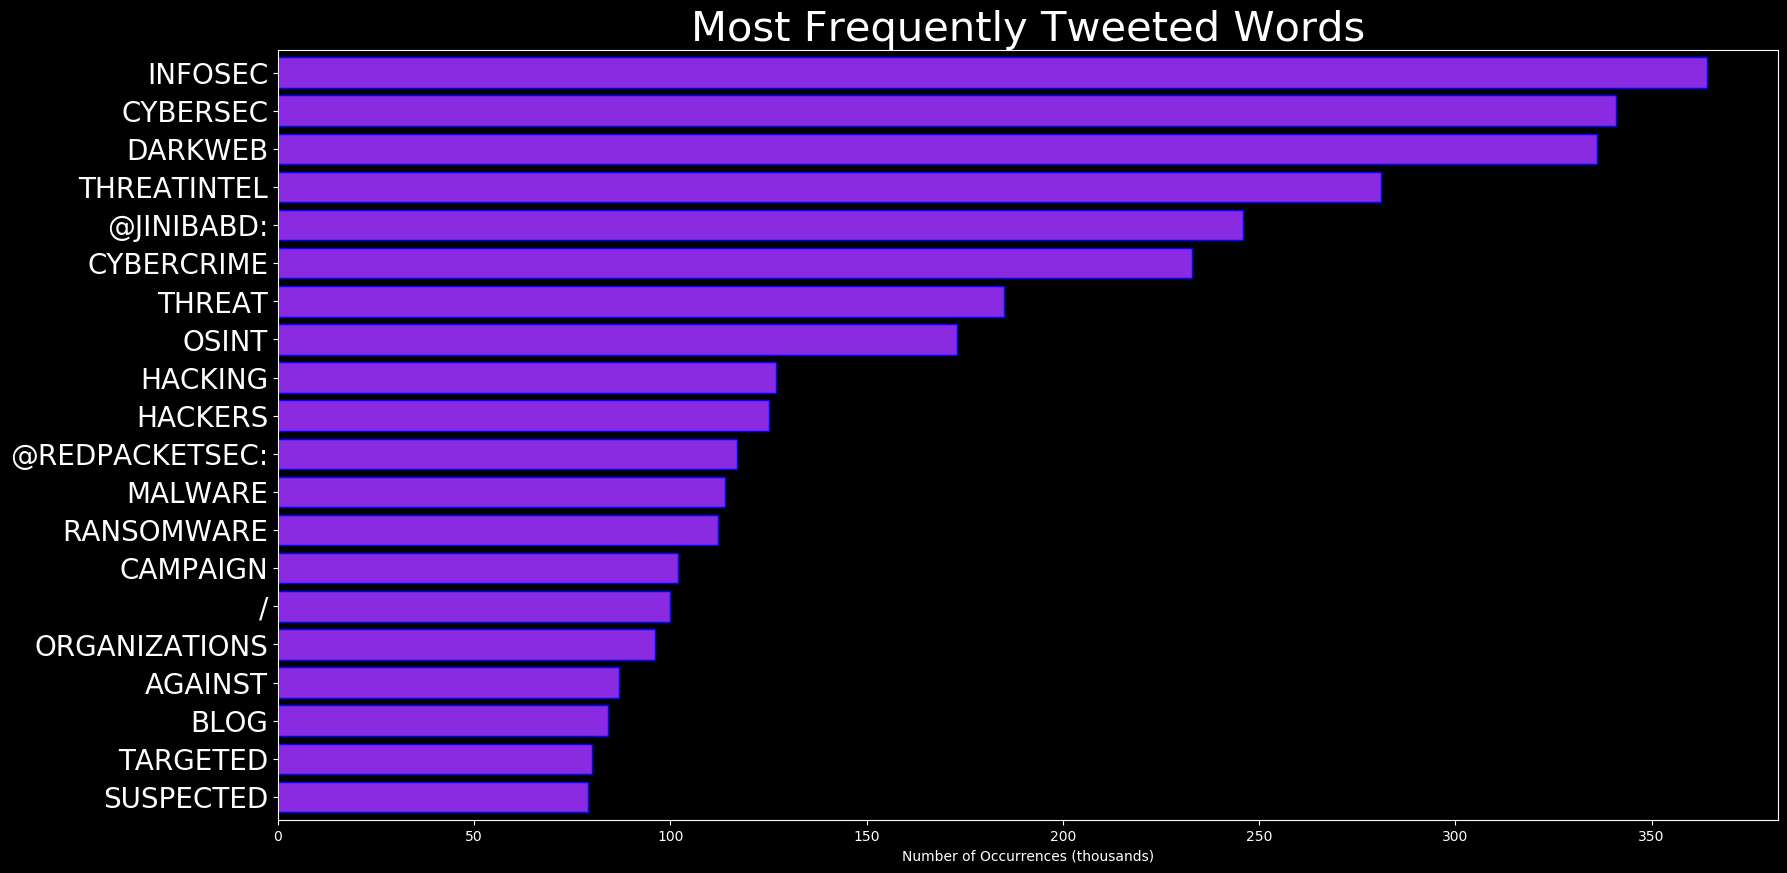 Most Frequently Tweeted Words
INFOSEC
CYBERSEC
DARKWEB
THREATINTEL
@JINIBABD:
CYBERCRIME
THREAT
OSINT
HACKING
HACKERS
@REDPACKETSEC:
MALWARE
RANSOMWARE
CAMPAIGN
/
ORGANIZATIONS
AGAINST
BLOG
TARGETED
SUSPECTED
0 50 100 150 200 250 300 350
Number of Occurrences (thousands)